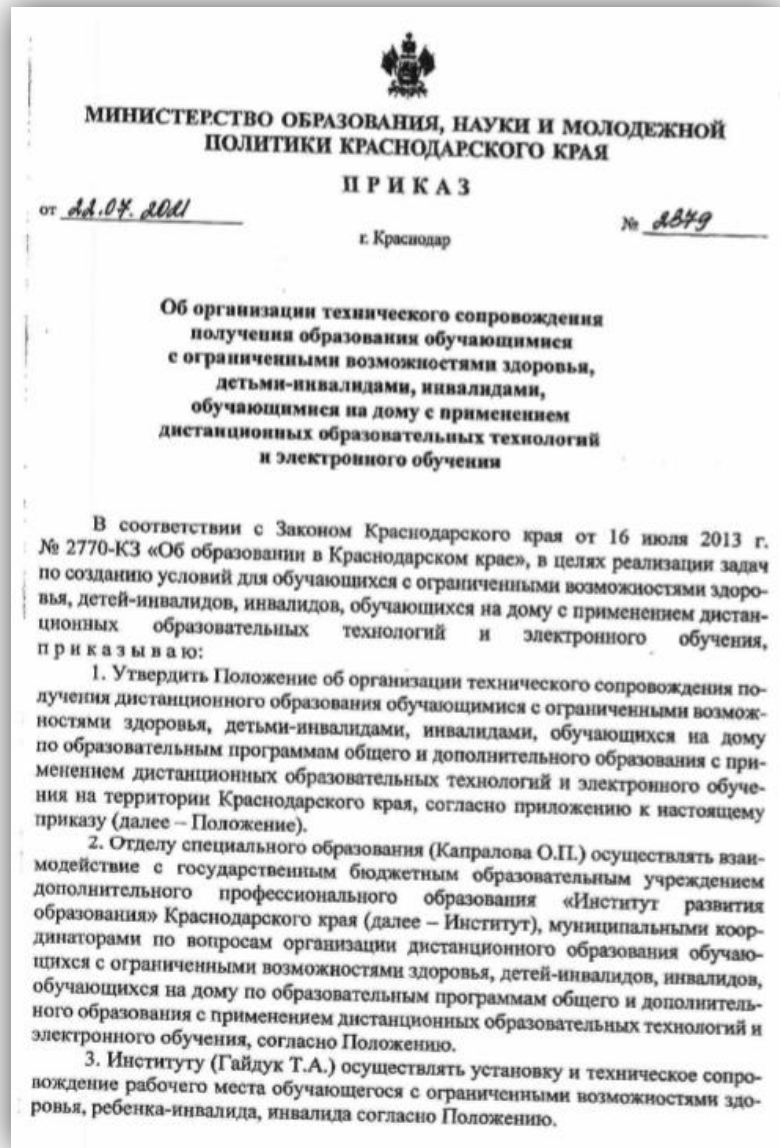 МИНИСТЕРСТВО ОБРАЗОВАНИЯ, НАУКИ И МОЛОДЕЖНОЙ
ПОЛИТИКИ КРАСНОДАРСКОГО КРАЯ
ПРИКАЗ
от 22.07.2021 № 2379
г. Краснодар
Об организации технического сопровождения
получения образования обучающимися
с ограниченными возможностями здоровья,
детьми-инвалидами, инвалидами,
обучающимися на дому с применением
дистанционных образовательных технологий
и электронного обучения
В соответствии с Законом Краснодарского края от 16 июля 2013 г.
№ 2770-КЗ «Об образовании в Краснодарском крае», в целях реализации задач
по созданию условий для обучающихся с ограниченными возможностями здоро-
вья, детей-инвалидов, инвалидов, обучающихся на дому с применением дистан-
ционных образовательных технологий и электронного обучения,
приказываю:
1. Утвердить Положение об организации технического сопровождения по-
лучения дистанционного образования обучающимися с ограниченными возмож-
ностями здоровья, детьми-инвалидами, инвалидами, обучающихся на дому
по образовательным программам общего и дополнительного образования с при-
менением дистанционных образовательных технологий и электронного обуче-
ния на территории Краснодарского края, согласно приложению к настоящему
приказу (далее – Положение).
2. Отделу специального образования (Капралова О.П.) осуществлять взаи-
модействие с государственным бюджетным образовательным учреждением
дополнительного профессионального образования «Институт развития
образования» Краснодарского края (далее – Институт), муниципальными коор-
динаторами по вопросам организации дистанционного образования обучаю-
щихся с ограниченными возможностями здоровья, детей-инвалидов, инвалидов,
обучающихся на дому по образовательным программам общего и дополнитель-
ного образования с применением дистанционных образовательных технологий и
электронного обучения, согласно Положению.
3. Институту (Гайдук Т.А.) осуществлять установку и техническое сопро-
вождение рабочего места обучающегося с ограниченными возможностями здо-
ровья, ребенка-инвалида, инвалида согласно Положению.